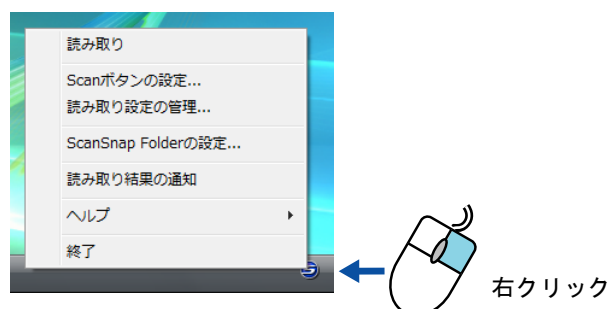 読み取り
Scanボタンの設定...
読み取り設定の管理...
ScanSnap Folderの設定...
読み取り結果の通知
ヘルプ
終了
右クリック